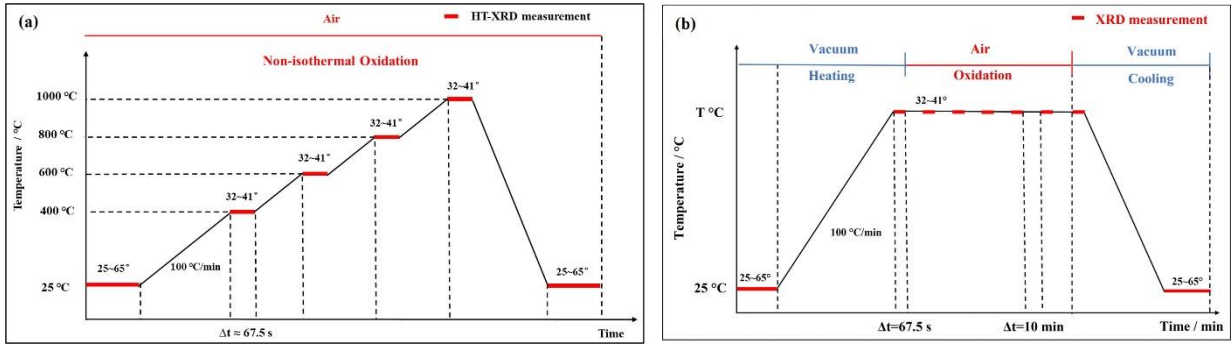 (a)
HT-XRD measurement
Air
Non-isothermal Oxidation
Temperature / °C
1000 °C
800 °C
600 °C
400 °C
25 °C
32~41°
32~41°
32~41°
32~41°
100 °C/min
25~65°
25~65°
Δt ≈ 67.5 s
Time
(b)
XRD measurement
Vacuum
Air
Vacuum
Heating
Oxidation
Cooling
Temperature / °C
T °C
32~41°
100 °C/min
25~65°
25~65°
25 °C
Δt=67.5 s
Δt=10 min
Time / min